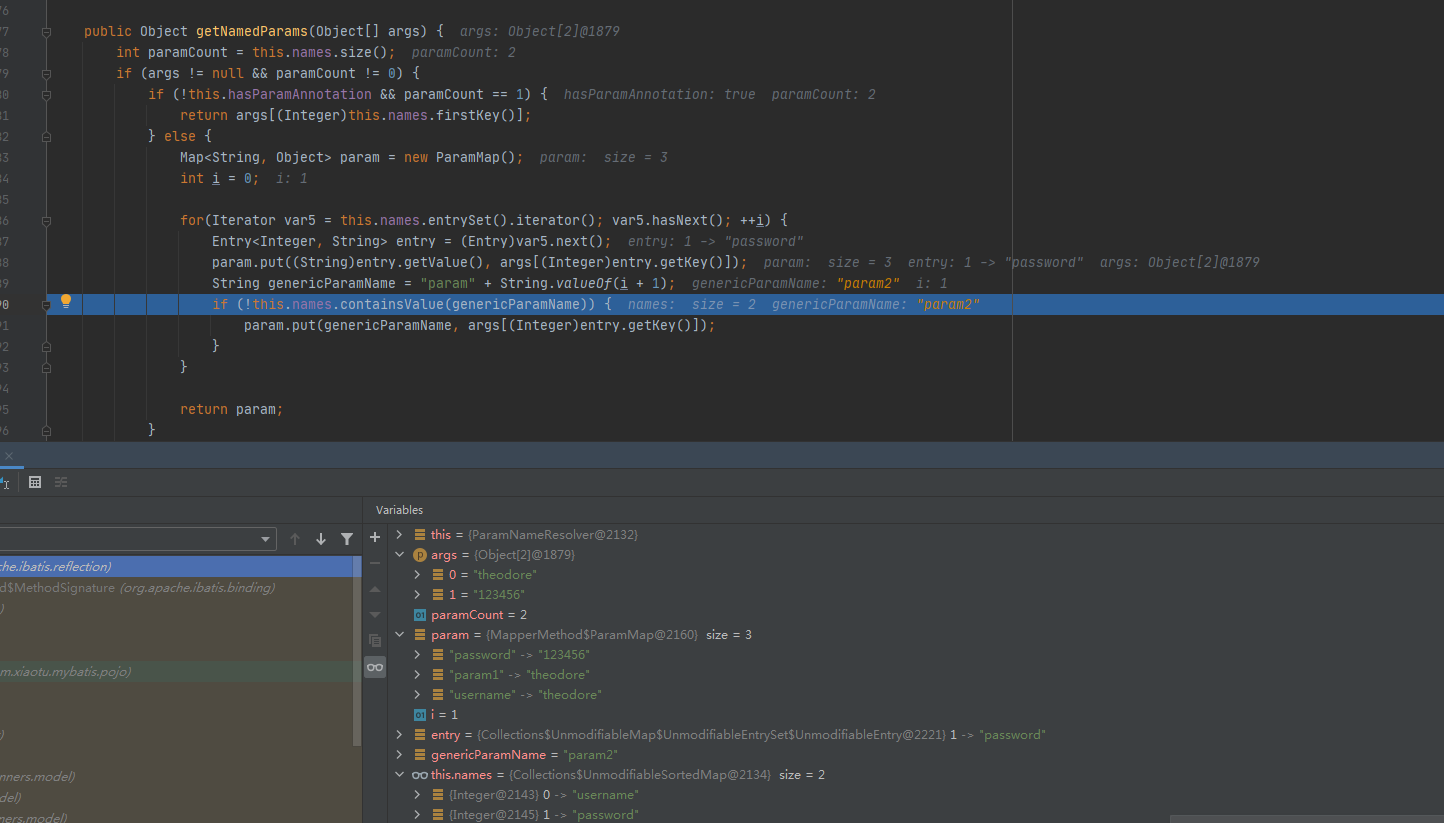 76
77 public Object getNamedParams(Object[] args) { args: Object[2]@1879
78 int paramCount = this.names.size(); paramCount: 2
79 if (args != null && paramCount != 0) {
80 if (!this.hasParamAnnotation && paramCount == 1) { hasParamAnnotation: true paramCount: 2
81 return args[(Integer)this.names.firstKey()];
82 } else {
83 Map<String, Object> param = new ParamMap(); param: size = 3
84 int i = 0; i: 1
85
86 for(Iterator var5 = this.names.entrySet().iterator(); var5.hasNext(); ++i) {
87 Entry<Integer, String> entry = (Entry)var5.next(); entry: 1 -> "password"
88 param.put((String)entry.getValue(), args[(Integer)entry.getKey()]); param: size = 3 entry: 1 -> "password" args: Object[2]@1879
89 String genericParamName = "param" + String.valueOf(i + 1); genericParamName: "param2" i: 1
90 if (!this.names.containsValue(genericParamName)) { names: size = 2 genericParamName: "param2"
91 param.put(genericParamName, args[(Integer)entry.getKey()]);
92 }
93 }
94
95 return param;
96 }
Variables
this = {ParamNameResolver@2132}
args = {Object[2]@1879}
0 = "theodore"
1 = "123456"
paramCount = 2
param = {MapperMethod$ParamMap@2160} size = 3
"password" -> "123456"
"param1" -> "theodore"
"username" -> "theodore"
i = 1
entry = {Collections$UnmodifiableMap$UnmodifiableEntrySet$UnmodifiableEntry@2221} 1 -> "password"
genericParamName = "param2"
this.names = {Collections$UnmodifiableSortedMap@2134} size = 2
{Integer@2143} 0 -> "username"
{Integer@2145} 1 -> "password"
che.ibatis.reflection)
d$MethodSignature (org.apache.ibatis.binding)
)
m.xiaotu.mybatis.pojo)
)
nners.model)
del)
ners.model)